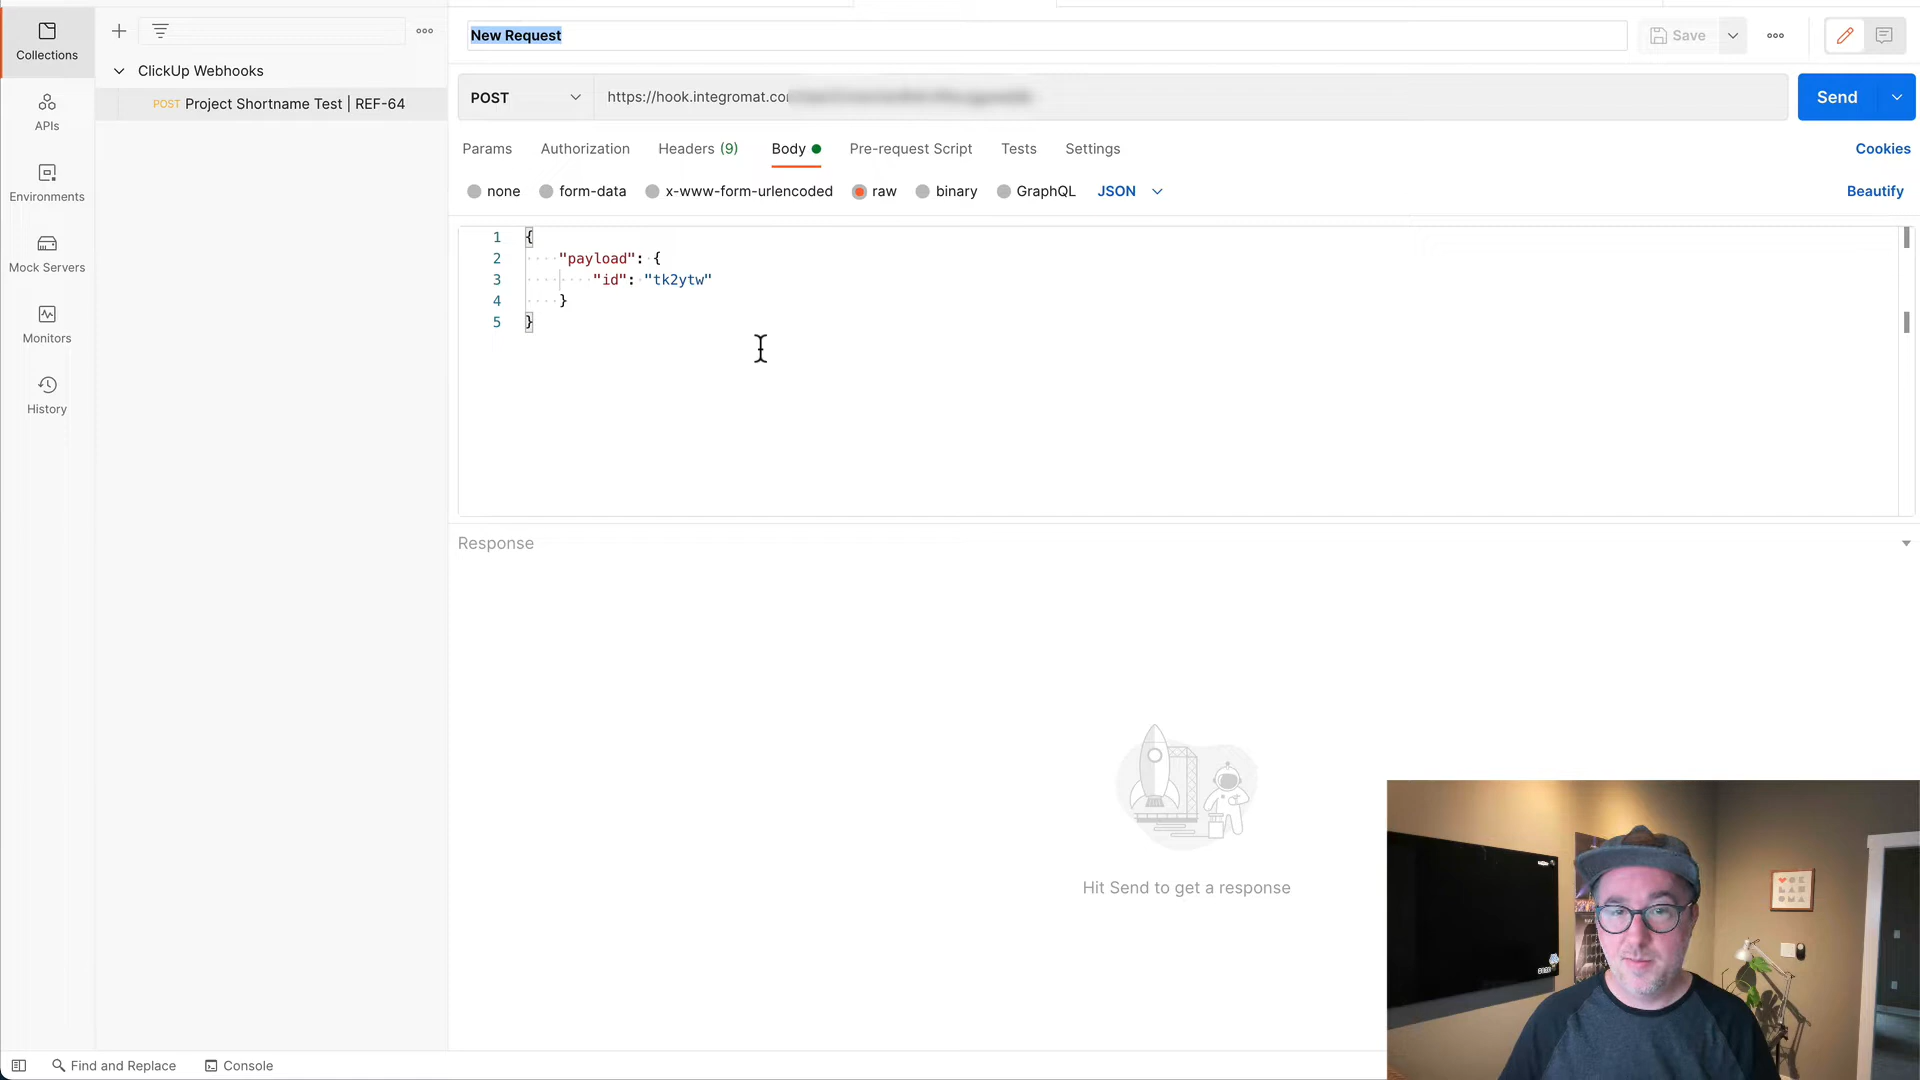 New Request
Save
Collections
ClickUp Webhooks
POST Project Shortname Test | REF-64
POST
https://hook.integromat.co
Send
APIs
Params
Authorization
Headers (9)
Body
Pre-request Script
Tests
Settings
Cookies
none
form-data
x-www-form-urlencoded
raw
binary
GraphQL
JSON
Beautify
Environments
1 {
2 "payload": {
3 "id": "tk2ytw"
4 }
5 }
Mock Servers
Monitors
History
Response
Hit Send to get a response
Find and Replace
Console